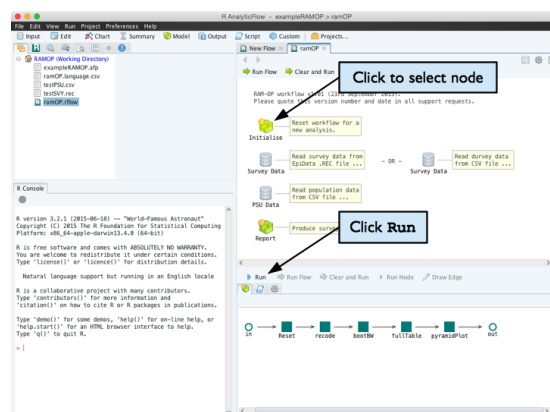 R AnalyticFlow - exampleRAMOP > ramOP
File Edit View Run Project Preferences Help
Input Edit Chart Summary Model Output Script Custom Projects...
RAMOP (Working Directory)
exampleRAMOP.afp
ramOP.language.csv
testPSU.csv
testSVY.rec
ramOP.rflow
New Flow ramOP
Run Flow Clear and Run
Click to select node
Please quote this version number and date in all support requests.
Initialise
Reset workflow for a
new analysis.
Survey Data
Read survey data from
EpiData .REC file ...
- OR -
Survey Data
Read durvey data
from CSV file ...
PSU Data
Read population data
from CSV file ...
Report
Produce surve
Click Run
R Console
R version 3.2.1 (2015-06-18) -- "World-Famous Astronaut"
Copyright (C) 2015 The R Foundation for Statistical Computing
Platform: x86_64-apple-darwin13.4.0 (64-bit)
R is free software and comes with ABSOLUTELY NO WARRANTY.
You are welcome to redistribute it under certain conditions.
Type 'license()' or 'licence()' for distribution details.
Natural language support but running in an English locale
R is a collaborative project with many contributors.
Type 'contributors()' for more information and
'citation()' on how to cite R or R packages in publications.
Type 'demo()' for some demos, 'help()' for on-line help, or
'help.start()' for an HTML browser interface to help.
Type 'q()' to quit R.
>
Run Run Flow Clear and Run Run Node Draw Edge
in Reset recode bootBW fullTable pyramidPlot out